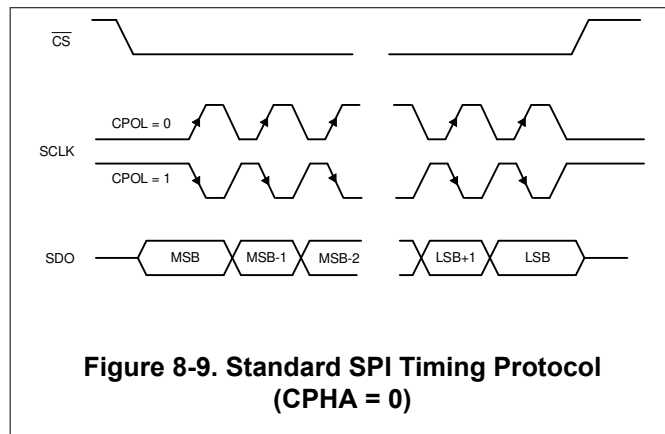 CS
CPOL = 0
SCLK
CPOL = 1
SDO
MSB
MSB-1
MSB-2
LSB+1
LSB
Figure 8-9. Standard SPI Timing Protocol
(CPHA = 0)